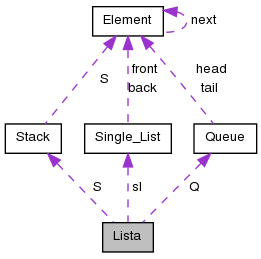 Element
next
S
front
back
head
tail
Stack
Single_List
Queue
S
sl
Q
Lista